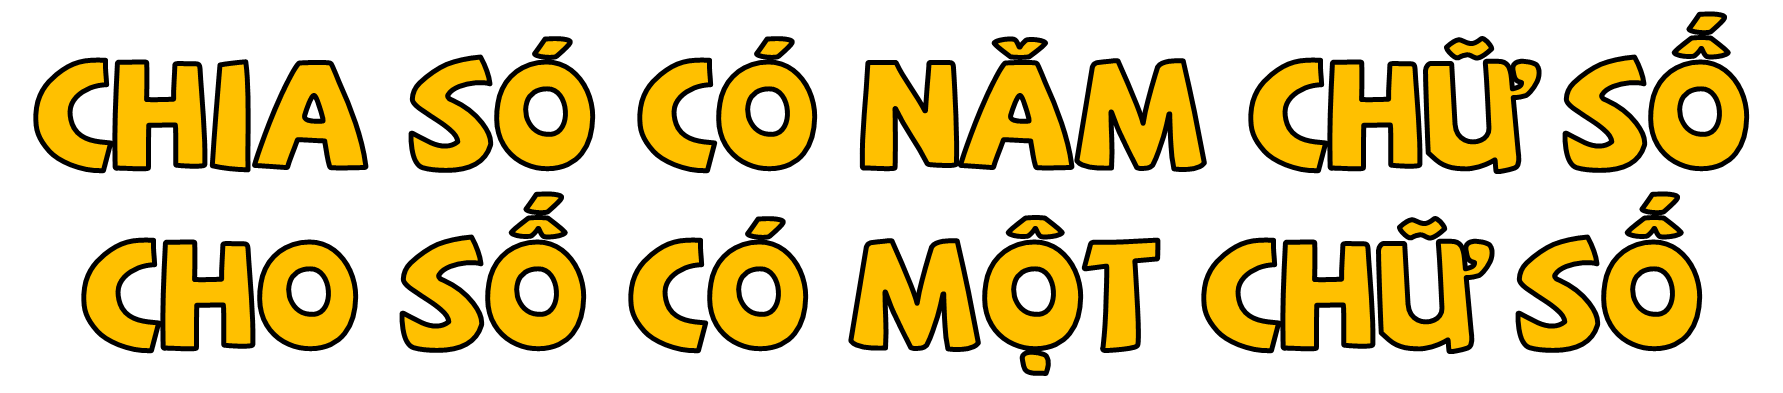 CHIA SÓ CÓ NĂM CHỮ SỐ
CHO SỐ CÓ MỘT CHỮ SỐ